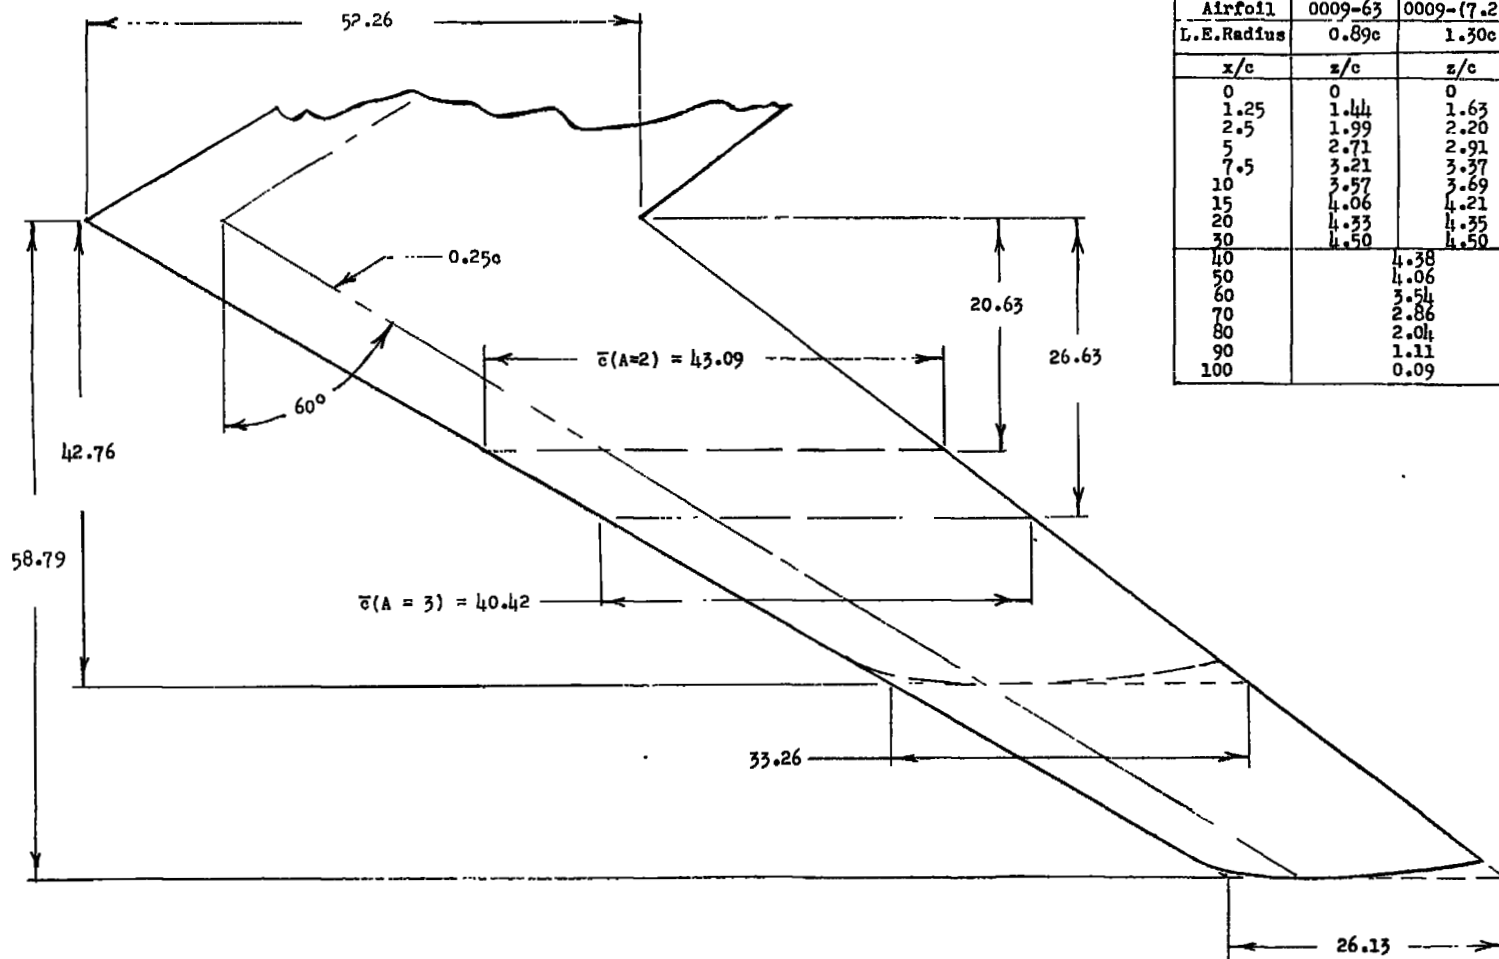 52.26
Airfoil 0009-63 0009-(7.2
L.E.Radius 0.89c 1.30c
x/c z/c z/c
0 0 0
1.25 1.44 1.63
2.5 1.99 2.20
5 2.71 2.91
7.5 3.21 3.37
10 3.57 3.69
15 4.06 4.21
20 4.33 4.35
30 4.50 4.50
40 4.38
50 4.06
60 3.54
70 2.86
80 2.04
90 1.11
100 0.09
0.25c
20.63
c̅(A=2) = 43.09
26.63
60°
42.76
58.79
c̅(A = 3) = 40.42
33.26
26.13